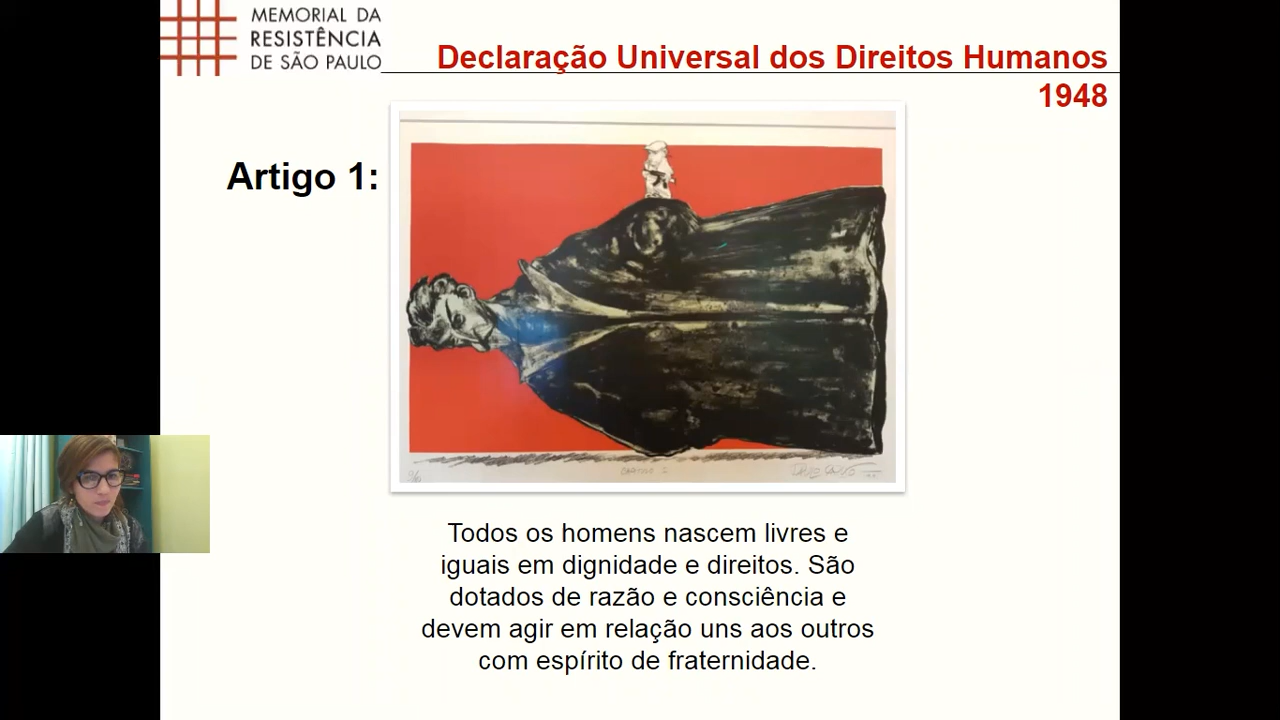 MEMORIAL DA
RESISTÊNCIA
DE SÃO PAULO
Declaração Universal dos Direitos Humanos
1948
Artigo 1:
Todos os homens nascem livres e
iguais em dignidade e direitos. São
dotados de razão e consciência e
devem agir em relação uns aos outros
com espírito de fraternidade.